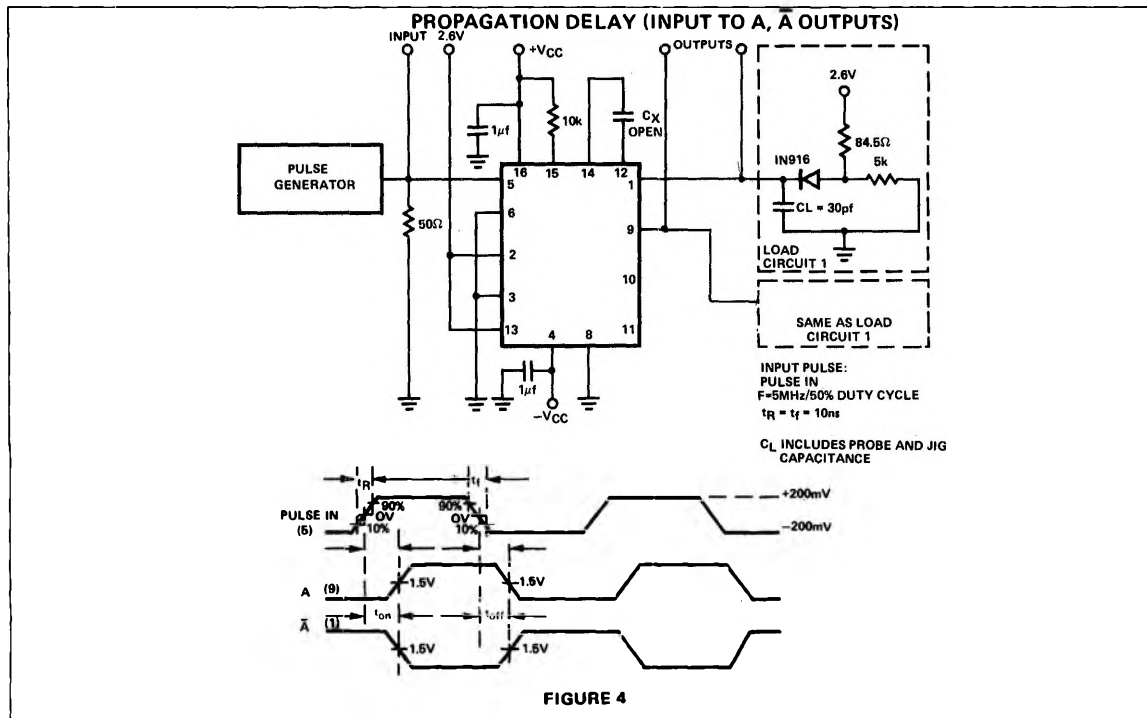 PROPAGATION DELAY (INPUT TO A, A̅ OUTPUTS)
INPUT 2.6V
+VCC
OUTPUTS
2.6V
1µf
10k
CX
OPEN
84.5Ω
5k
IN916
PULSE
GENERATOR
16 15 14 12
5
1
50Ω
6
CL = 30pf
9
2
LOAD
CIRCUIT 1
10
3
SAME AS LOAD
CIRCUIT 1
13
4 8
11
1µf
−VCC
INPUT PULSE:
PULSE IN
F=5MHz/50% DUTY CYCLE
tR = tf = 10ns
CL INCLUDES PROBE AND JIG
CAPACITANCE
tR tf
90% 90%
+200mV
PULSE IN
(5)
OV OV
10% 10%
−200mV
A (9)
1.5V 1.5V
ton toff
A̅ (1)
1.5V 1.5V
FIGURE 4